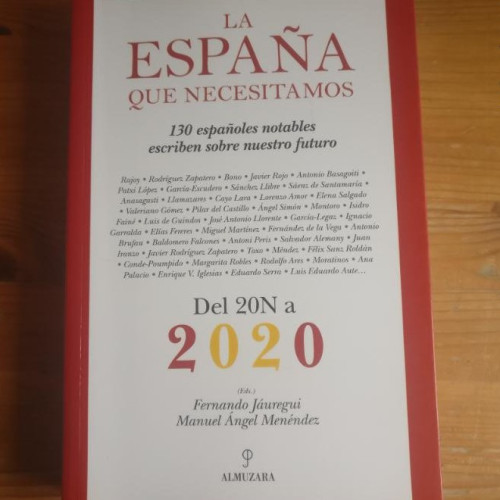 LA
ESPAÑA
QUE NECESITAMOS
130 españoles notables
escriben sobre nuestro futuro
Rajoy • Rodríguez Zapatero • Bono • Javier Rojo • Antonio Basagoiti •
Patxi López • García-Escudero • Sánchez Llibre • Sáenz de Santamaría •
Anasagasti • Llamazares • Cayo Lara • Lorenzo Amor • Elena Salgado
• Valeriano Gómez • Pilar del Castillo • Ángel Simón • Montoro • Isidro
Fainé • Luis de Guindos • José Antonio Llorente • García-Legaz • Ignacio
Garralda • Elías Fereres • Miguel Martínez • Fernández de la Vega • Antonio
Brufau • Baldomero Falcones • Antoni Peris • Salvador Alemany • Juan
Iranzo • Javier Rodríguez Zapatero • Toxo • Méndez • Félix Sanz Roldán
• Conde-Pumpido • Margarita Robles • Rodolfo Ares • Moratinos • Ana
Palacio • Enrique V. Iglesias • Eduardo Serra • Luis Eduardo Aute...
Del 20N a
2020
(Eds.)
Fernando Jáuregui
Manuel Ángel Menéndez
ALMUZARA